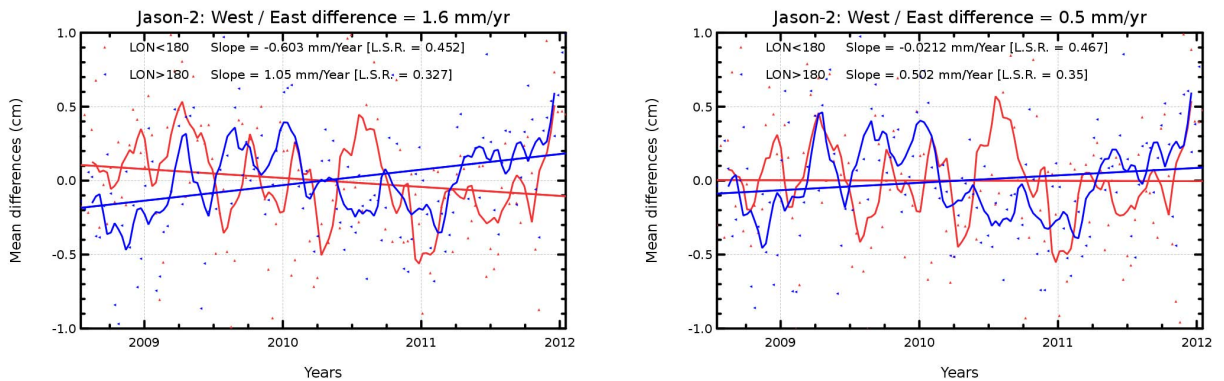 Jason-2: West / East difference = 1.6 mm/yr
LON<180 Slope = -0.603 mm/Year [L.S.R. = 0.452]
LON>180 Slope = 1.05 mm/Year [L.S.R. = 0.327]
1.0
0.5
0.0
-0.5
-1.0
Mean differences (cm)
2009 2010 2011 2012
Years
Jason-2: West / East difference = 0.5 mm/yr
LON<180 Slope = -0.0212 mm/Year [L.S.R. = 0.467]
LON>180 Slope = 0.502 mm/Year [L.S.R. = 0.35]
1.0
0.5
0.0
-0.5
-1.0
Mean differences (cm)
2009 2010 2011 2012
Years